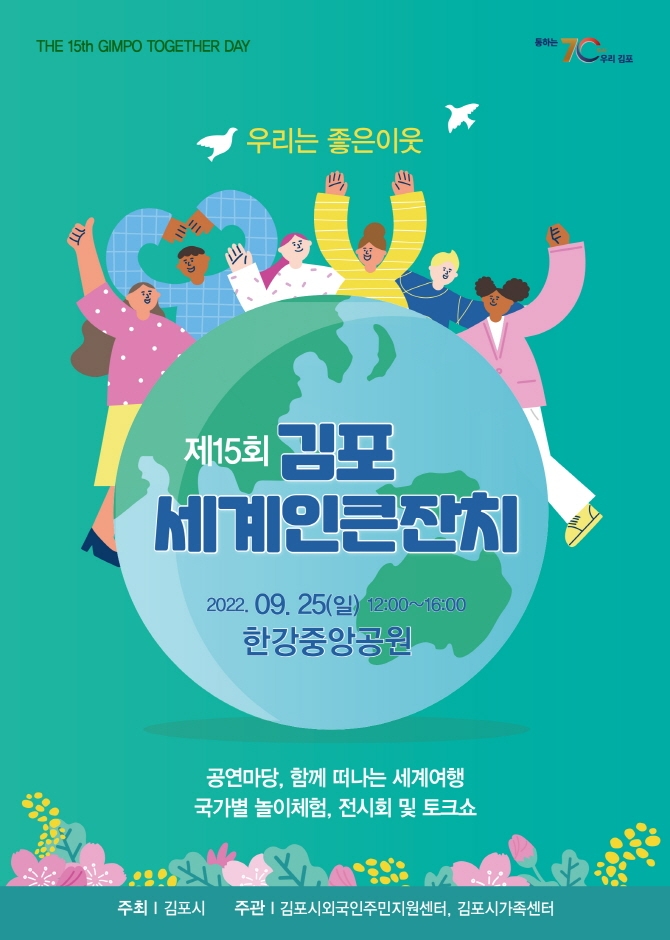 THE 15th GIMPO TOGETHER DAY
통하는 70 우리 김포
우리는 좋은이웃
제15회 김포
세계인큰잔치
2022. 09. 25(일) 12:00~16:00
한강중앙공원
공연마당, 함께 떠나는 세계여행
국가별 놀이체험, 전시회 및 토크쇼
주최 | 김포시 주관 | 김포시외국인주민지원센터, 김포시가족센터